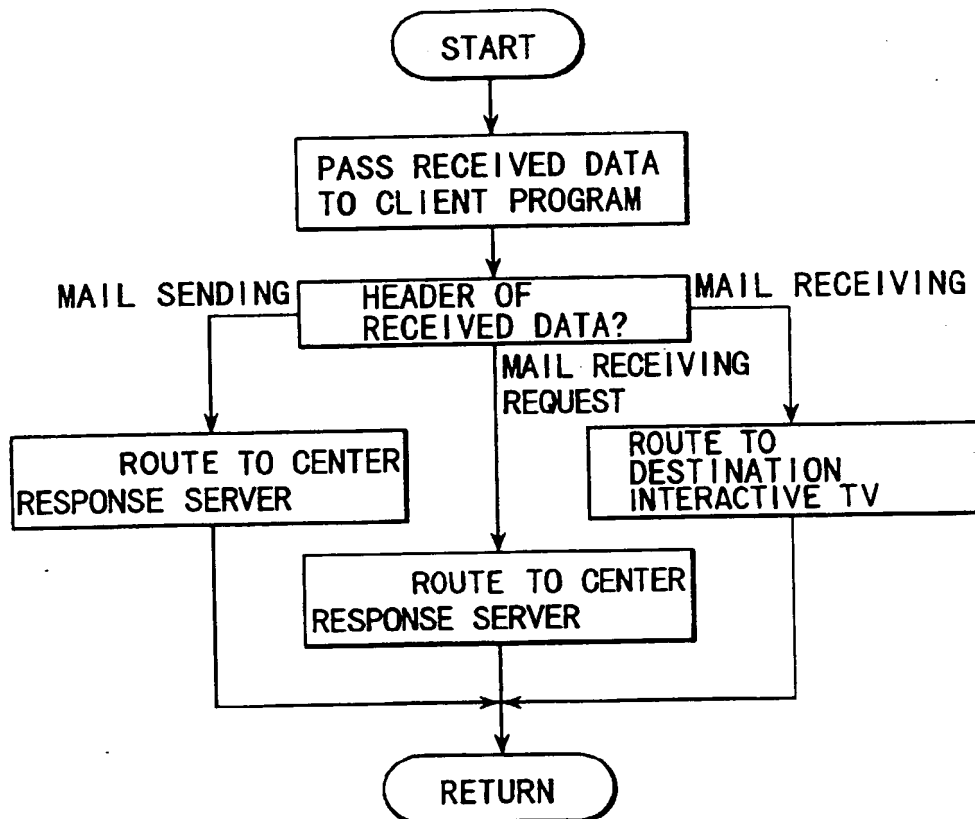 START
PASS RECEIVED DATA
TO CLIENT PROGRAM
MAIL SENDING
HEADER OF
RECEIVED DATA?
MAIL RECEIVING
MAIL RECEIVING
REQUEST
ROUTE TO CENTER
RESPONSE SERVER
ROUTE TO
DESTINATION
INTERACTIVE TV
ROUTE TO CENTER
RESPONSE SERVER
RETURN